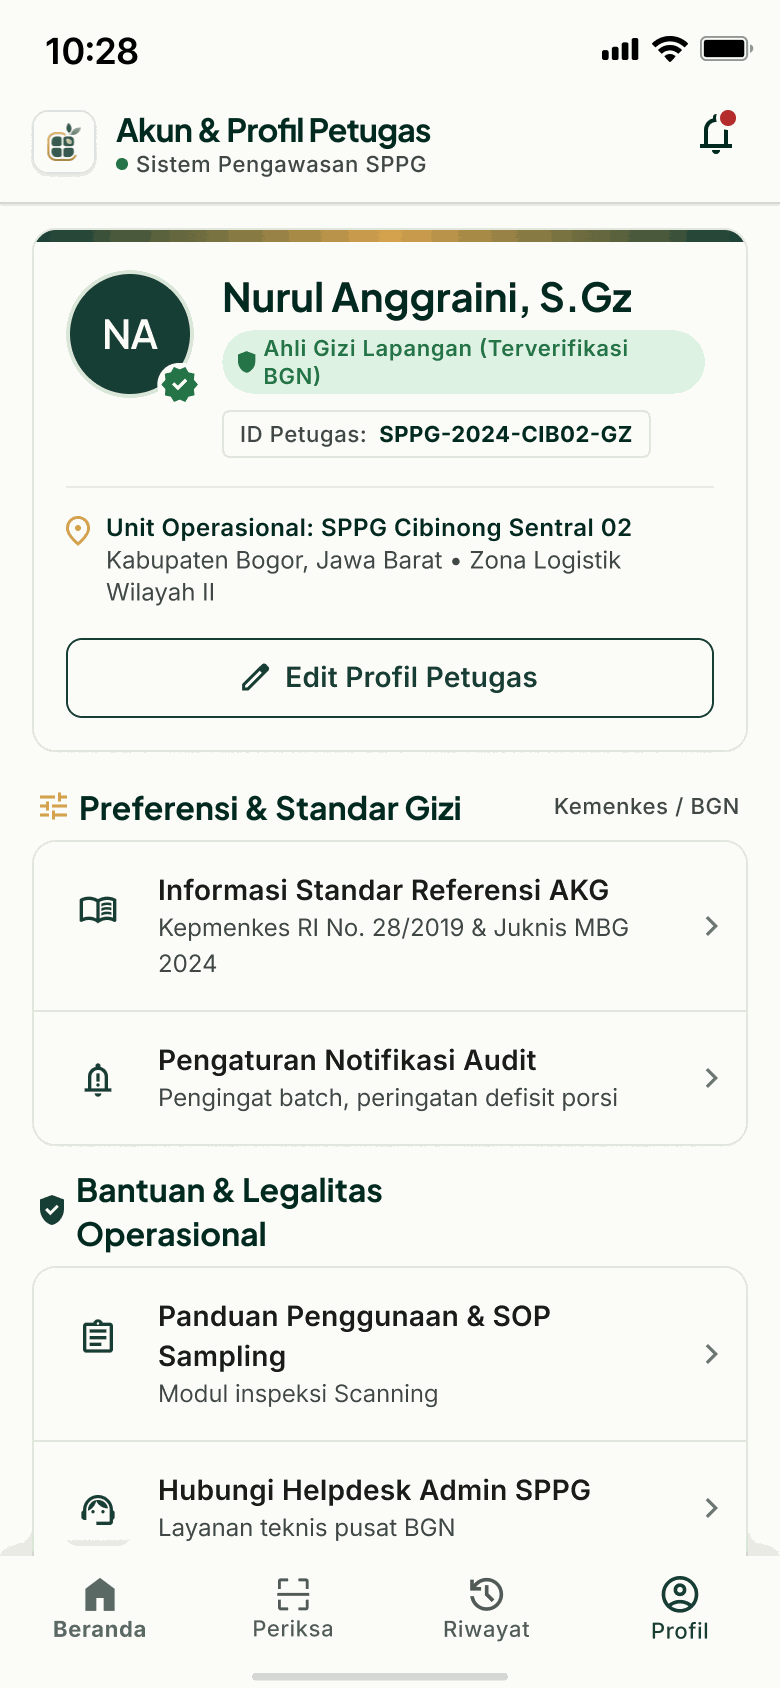 10:28
Akun & Profil Petugas
Sistem Pengawasan SPPG
NA
Nurul Anggraini, S.Gz
Ahli Gizi Lapangan (Terverifikasi
BGN)
ID Petugas: SPPG-2024-CIB02-GZ
Unit Operasional: SPPG Cibinong Sentral 02
Kabupaten Bogor, Jawa Barat • Zona Logistik
Wilayah II
Edit Profil Petugas
Preferensi & Standar Gizi
Kemenkes / BGN
Informasi Standar Referensi AKG
Kepmenkes RI No. 28/2019 & Juknis MBG
2024
Pengaturan Notifikasi Audit
Pengingat batch, peringatan defisit porsi
Bantuan & Legalitas
Operasional
Panduan Penggunaan & SOP
Sampling
Modul inspeksi Scanning
Hubungi Helpdesk Admin SPPG
Layanan teknis pusat BGN
Beranda
Periksa
Riwayat
Profil